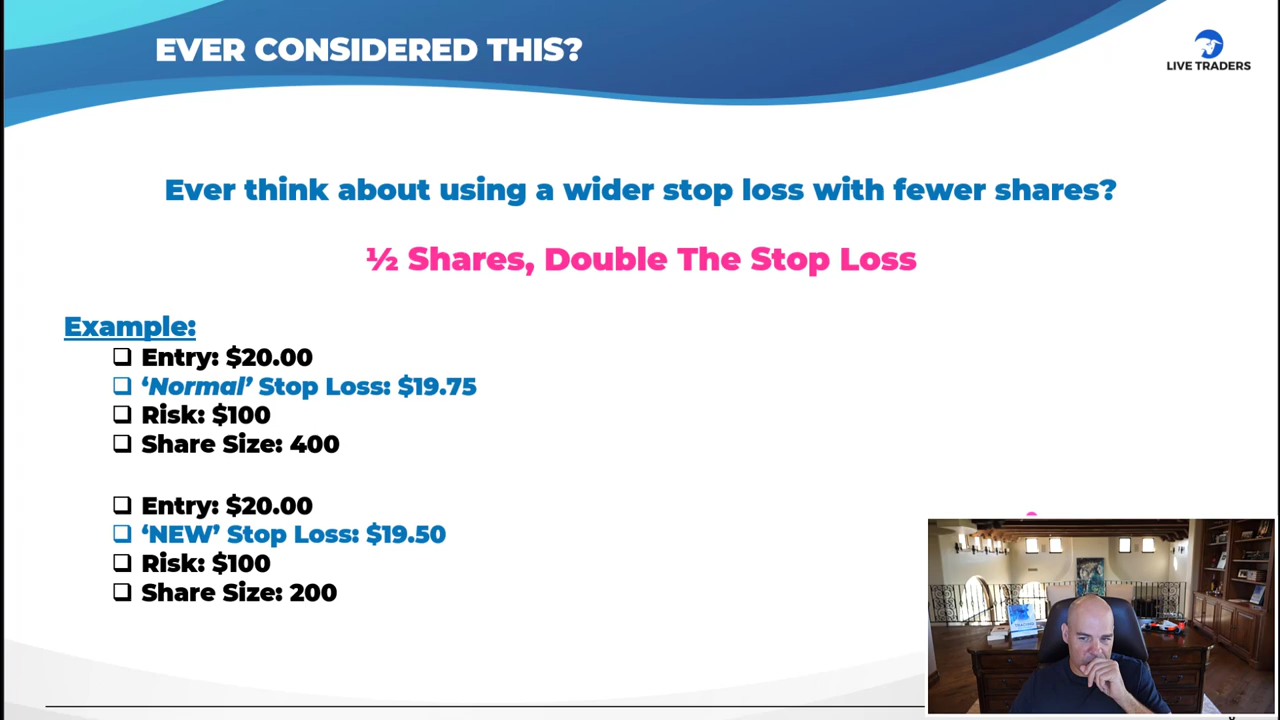 EVER CONSIDERED THIS?
LIVE TRADERS
Ever think about using a wider stop loss with fewer shares?
½ Shares, Double The Stop Loss
Example:
❑ Entry: $20.00
❑ ‘Normal’ Stop Loss: $19.75
❑ Risk: $100
❑ Share Size: 400
❑ Entry: $20.00
❑ ‘NEW’ Stop Loss: $19.50
❑ Risk: $100
❑ Share Size: 200